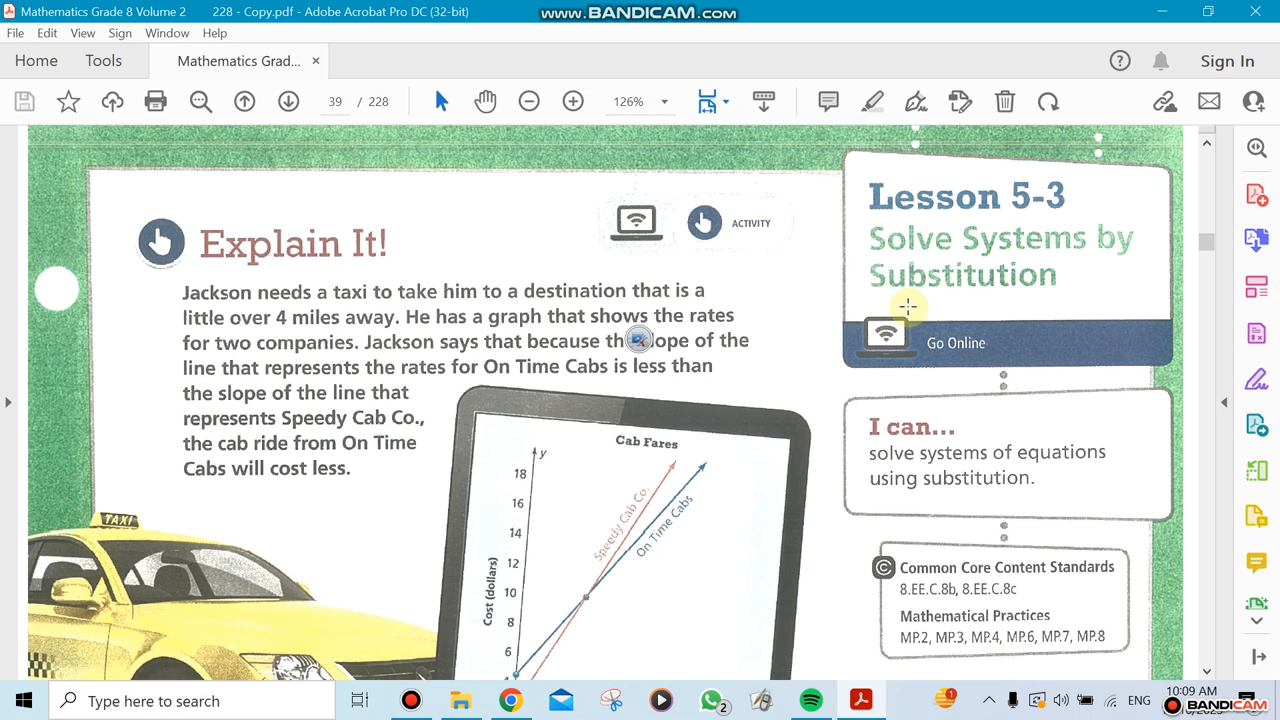 Mathematics Grade 8 Volume 2 228 - Copy.pdf - Adobe Acrobat Pro DC (32-bit)
www.BANDICAM.com
File Edit View Sign Window Help
Home Tools Mathematics Grad... × Sign In
39 / 228 126%
Explain It!
ACTIVITY
Jackson needs a taxi to take him to a destination that is a
little over 4 miles away. He has a graph that shows the rates
for two companies. Jackson says that because th lope of the
line that represents the rates for On Time Cabs is less than
the slope of the line that
represents Speedy Cab Co.,
the cab ride from On Time
Cabs will cost less.
TAXI
Cab Fares
y
18
16
14
12
10
8
6
Cost (dollars)
Speedy Cab Co.
On Time Cabs
Lesson 5-3
Solve Systems by
Substitution
Go Online
I can...
solve systems of equations
using substitution.
Common Core Content Standards
8.EE.C.8b, 8.EE.C.8c
Mathematical Practices
MP.2, MP.3, MP.4, MP.6, MP.7, MP.8
Type here to search
2
1
ENG
10:09 AM
BANDICAM